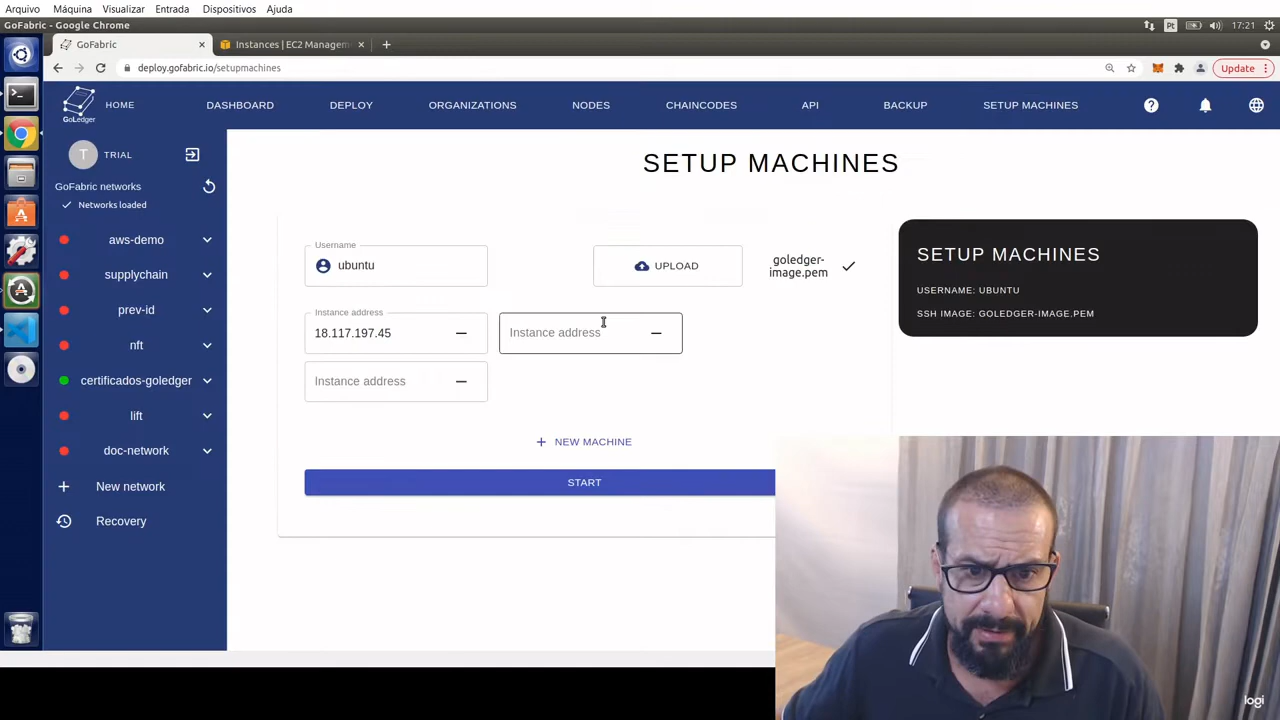 Arquivo Máquina Visualizar Entrada Dispositivos Ajuda
GoFabric - Google Chrome
Pt
17:21
GoFabric
Instances | EC2 Managem
deploy.gofabric.io/setupmachines
Update
GoLedger
HOME
DASHBOARD
DEPLOY
ORGANIZATIONS
NODES
CHAINCODES
API
BACKUP
SETUP MACHINES
T
TRIAL
GoFabric networks
Networks loaded
aws-demo
supplychain
prev-id
nft
certificados-goledger
lift
doc-network
New network
Recovery
SETUP MACHINES
Username
ubuntu
UPLOAD
goledger-
image.pem
Instance address
18.117.197.45
Instance address
Instance address
NEW MACHINE
START
SETUP MACHINES
USERNAME: UBUNTU
SSH IMAGE: GOLEDGER-IMAGE.PEM
logi